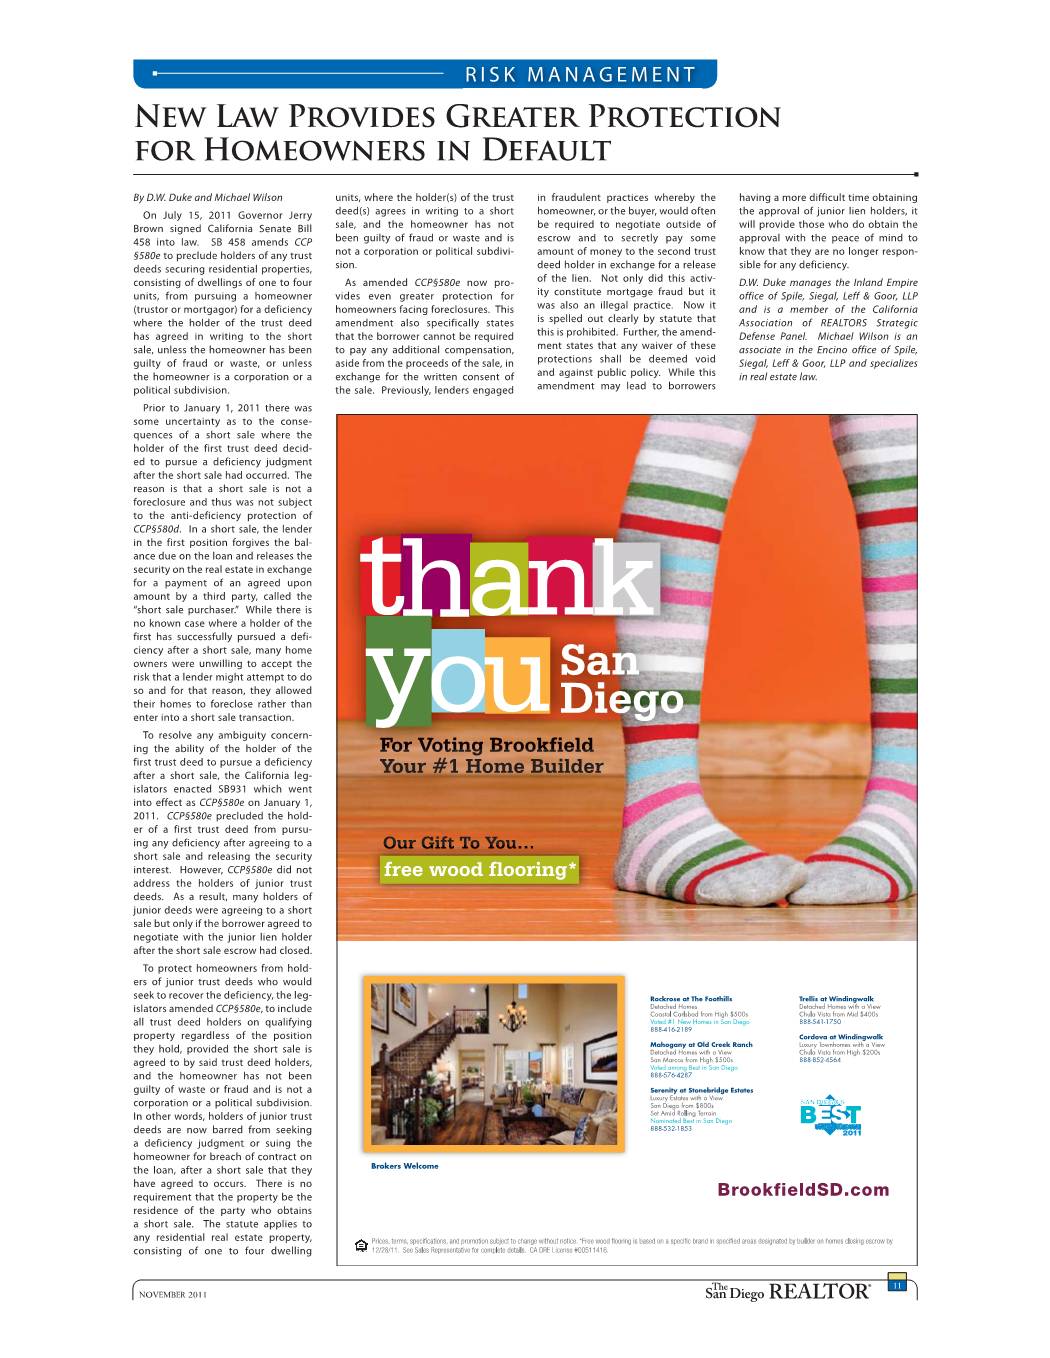 RISK MANAGEMENT
NEW LAW PROVIDES GREATER PROTECTION
FOR HOMEOWNERS IN DEFAULT
By D.W. Duke and Michael Wilson
On July 15, 2011 Governor Jerry
Brown signed California Senate Bill
458 into law. SB 458 amends CCP
§580e to preclude holders of any trust
deeds securing residential properties,
consisting of dwellings of one to four
units, from pursuing a homeowner
(trustor or mortgagor) for a deficiency
where the holder of the trust deed
has agreed in writing to the short
sale, unless the homeowner has been
guilty of fraud or waste, or unless
the homeowner is a corporation or a
political subdivision.
Prior to January 1, 2011 there was
some uncertainty as to the conse-
quences of a short sale where the
holder of the first trust deed decid-
ed to pursue a deficiency judgment
after the short sale had occurred. The
reason is that a short sale is not a
foreclosure and thus was not subject
to the anti-deficiency protection of
CCP§580d. In a short sale, the lender
in the first position forgives the bal-
ance due on the loan and releases the
security on the real estate in exchange
for a payment of an agreed upon
amount by a third party, called the
“short sale purchaser.” While there is
no known case where a holder of the
first has successfully pursued a defi-
ciency after a short sale, many home
owners were unwilling to accept the
risk that a lender might attempt to do
so and for that reason, they allowed
their homes to foreclose rather than
enter into a short sale transaction.
To resolve any ambiguity concern-
ing the ability of the holder of the
first trust deed to pursue a deficiency
after a short sale, the California leg-
islators enacted SB931 which went
into effect as CCP§580e on January 1,
2011. CCP§580e precluded the hold-
er of a first trust deed from pursu-
ing any deficiency after agreeing to a
short sale and releasing the security
interest. However, CCP§580e did not
address the holders of junior trust
deeds. As a result, many holders of
junior deeds were agreeing to a short
sale but only if the borrower agreed to
negotiate with the junior lien holder
after the short sale escrow had closed.
To protect homeowners from hold-
ers of junior trust deeds who would
seek to recover the deficiency, the leg-
islators amended CCP§580e, to include
all trust deed holders on qualifying
property regardless of the position
they hold, provided the short sale is
agreed to by said trust deed holders,
and the homeowner has not been
guilty of waste or fraud and is not a
corporation or a political subdivision.
In other words, holders of junior trust
deeds are now barred from seeking
a deficiency judgment or suing the
homeowner for breach of contract on
the loan, after a short sale that they
have agreed to occurs. There is no
requirement that the property be the
residence of the party who obtains
a short sale. The statute applies to
any residential real estate property,
consisting of one to four dwelling
units, where the holder(s) of the trust
deed(s) agrees in writing to a short
sale, and the homeowner has not
been guilty of fraud or waste and is
not a corporation or political subdivi-
sion.
As amended CCP§580e now pro-
vides even greater protection for
homeowners facing foreclosures. This
amendment also specifically states
that the borrower cannot be required
to pay any additional compensation,
aside from the proceeds of the sale, in
exchange for the written consent of
the sale. Previously, lenders engaged
in fraudulent practices whereby the
homeowner, or the buyer, would often
be required to negotiate outside of
escrow and to secretly pay some
amount of money to the second trust
deed holder in exchange for a release
of the lien. Not only did this activ-
ity constitute mortgage fraud but it
was also an illegal practice. Now it
is spelled out clearly by statute that
this is prohibited. Further, the amend-
ment states that any waiver of these
protections shall be deemed void
and against public policy. While this
amendment may lead to borrowers
having a more difficult time obtaining
the approval of junior lien holders, it
will provide those who do obtain the
approval with the peace of mind to
know that they are no longer respon-
sible for any deficiency.
D.W. Duke manages the Inland Empire
office of Spile, Siegal, Leff & Goor, LLP
and is a member of the California
Association of REALTORS Strategic
Defense Panel. Michael Wilson is an
associate in the Encino office of Spile,
Siegal, Leff & Goor, LLP and specializes
in real estate law.
thank
you San
Diego
For Voting Brookfield
Your #1 Home Builder
Our Gift To You...
free wood flooring*
Brokers Welcome
Rockrose at The Foothills
Detached Homes
Coastal Carlsbad from High $500s
Voted #1 New Homes in San Diego
888-416-2189
Mahogany at Old Creek Ranch
Detached Homes with a View
San Marcos from High $500s
Voted among Best in San Diego
888-576-4287
Serenity at Stonebridge Estates
Luxury Estates with a View
San Diego from $800s
Set Amid Rolling Terrain
Nominated Best in San Diego
888-532-1853
Trellis at Windingwalk
Detached Homes with a View
Chula Vista from Mid $400s
888-541-1750
Cordova at Windingwalk
Luxury Townhomes with a View
Chula Vista from High $200s
888-852-4564
SAN DIEGO'S
BEST
2011
BrookfieldSD.com
Prices, terms, specifications, and promotion subject to change without notice. *Free wood flooring is based on a specific brand in specified areas designated by builder on homes closing escrow by
12/28/11. See Sales Representative for complete details. CA DRE License #00511416.
NOVEMBER 2011
The San Diego REALTOR®
11